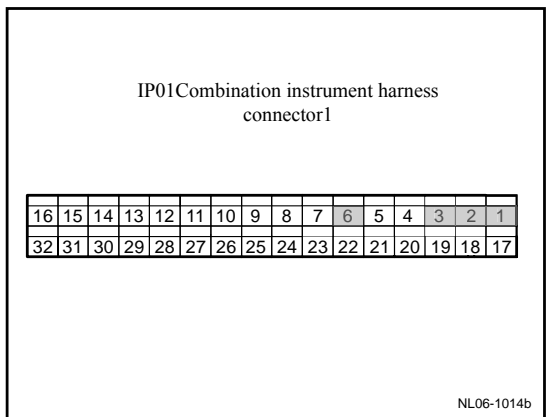 IP01Combination instrument harness
connector1
16 15 14 13 12 11 10 9 8 7 6 5 4 3 2 1
32 31 30 29 28 27 26 25 24 23 22 21 20 19 18 17
NL06-1014b